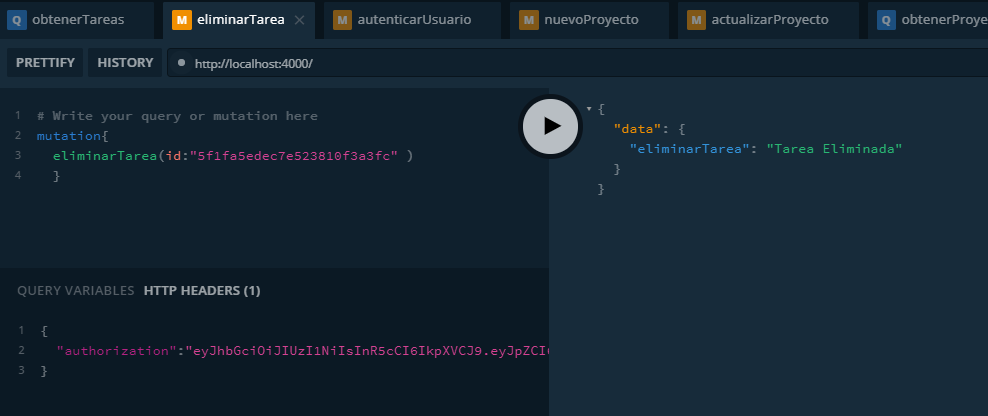 Q obtenerTareas M eliminarTarea × M autenticarUsuario M nuevoProyecto M actualizarProyecto Q obtenerProye
PRETTIFY HISTORY http://localhost:4000/
1 # Write your query or mutation here
2 mutation{
3 eliminarTarea(id:"5f1fa5edec7e523810f3a3fc" )
4 }
{
"data": {
"eliminarTarea": "Tarea Eliminada"
}
}
QUERY VARIABLES HTTP HEADERS (1)
1 {
2 "authorization":"eyJhbGciOiJIUzI1NiIsInR5cCI6IkpXVCJ9.eyJpZCI
3 }